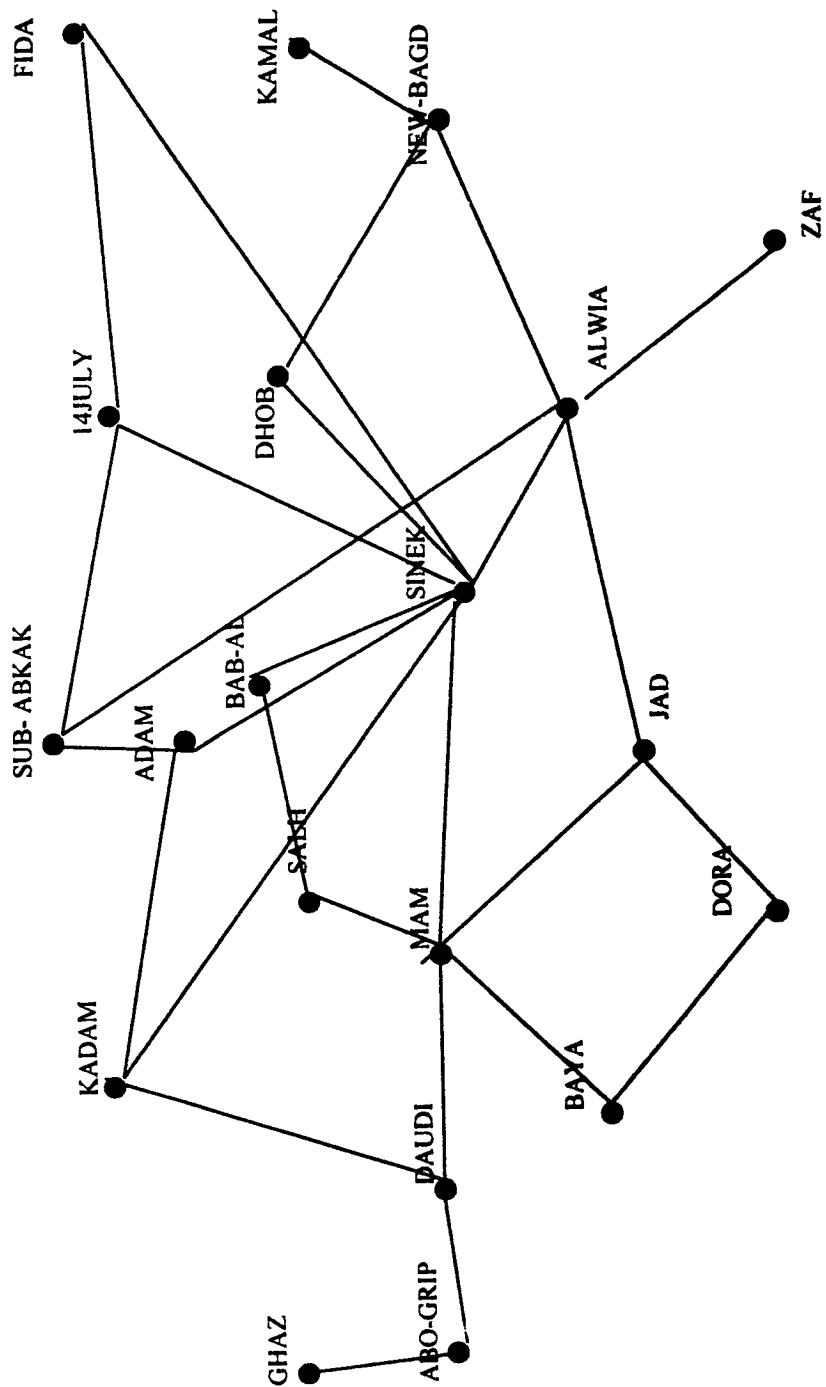 SUB- ABKAK
FIDA
KADAM
14JULY
ADAM
BAB-AL
DHOB
KAMAL
GHAZ
SALH
ABO-GRIP
DAUDI
MAM
SINEK
NEW-BAGD
BAYA
ALWIA
JAD
DORA
ZAF